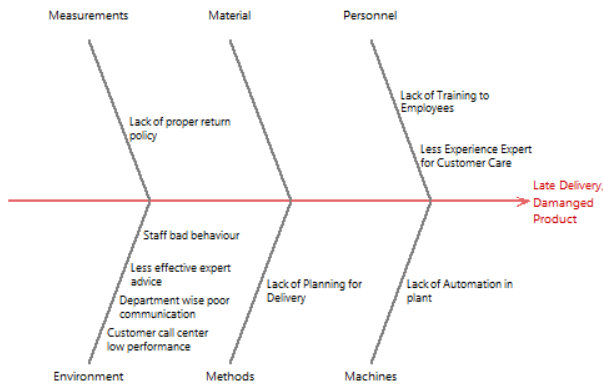 Measurements
Material
Personnel
Lack of Training to
Employees
Lack of proper return
policy
Less Experience Expert
for Customer Care
Late Delivery,
Damanged
Product
Staff bad behaviour
Less effective expert
advice
Department wise poor
communication
Customer call center
low performance
Lack of Planning for
Delivery
Lack of Automation in
plant
Environment
Methods
Machines